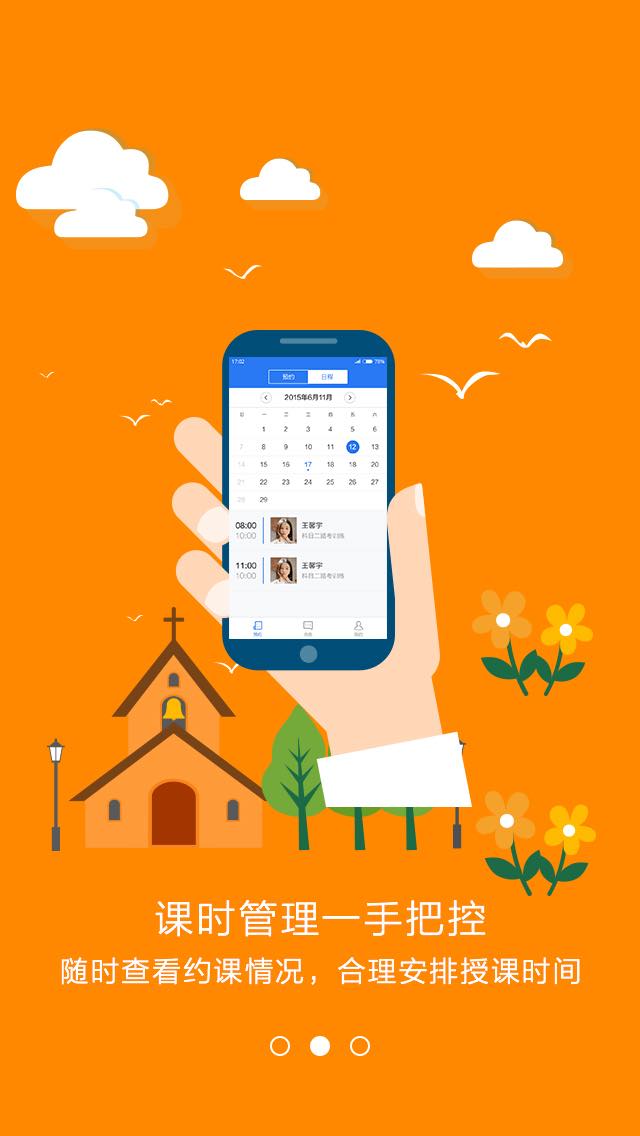 17:02 78%
预约 日程
2015年6月11月
日 一 二 三 四 五 六
1 2 3 4 5 6
7 8 9 10 11 12 13
14 15 16 17 18 18 20
21 22 23 24 25 26 27
28 29
08:00 王馨宇
10:00 科目二路考训练
11:00 王馨宇
10:00 科目二路考训练
预约 我的
课时管理一手把控
随时查看约课情况，合理安排授课时间